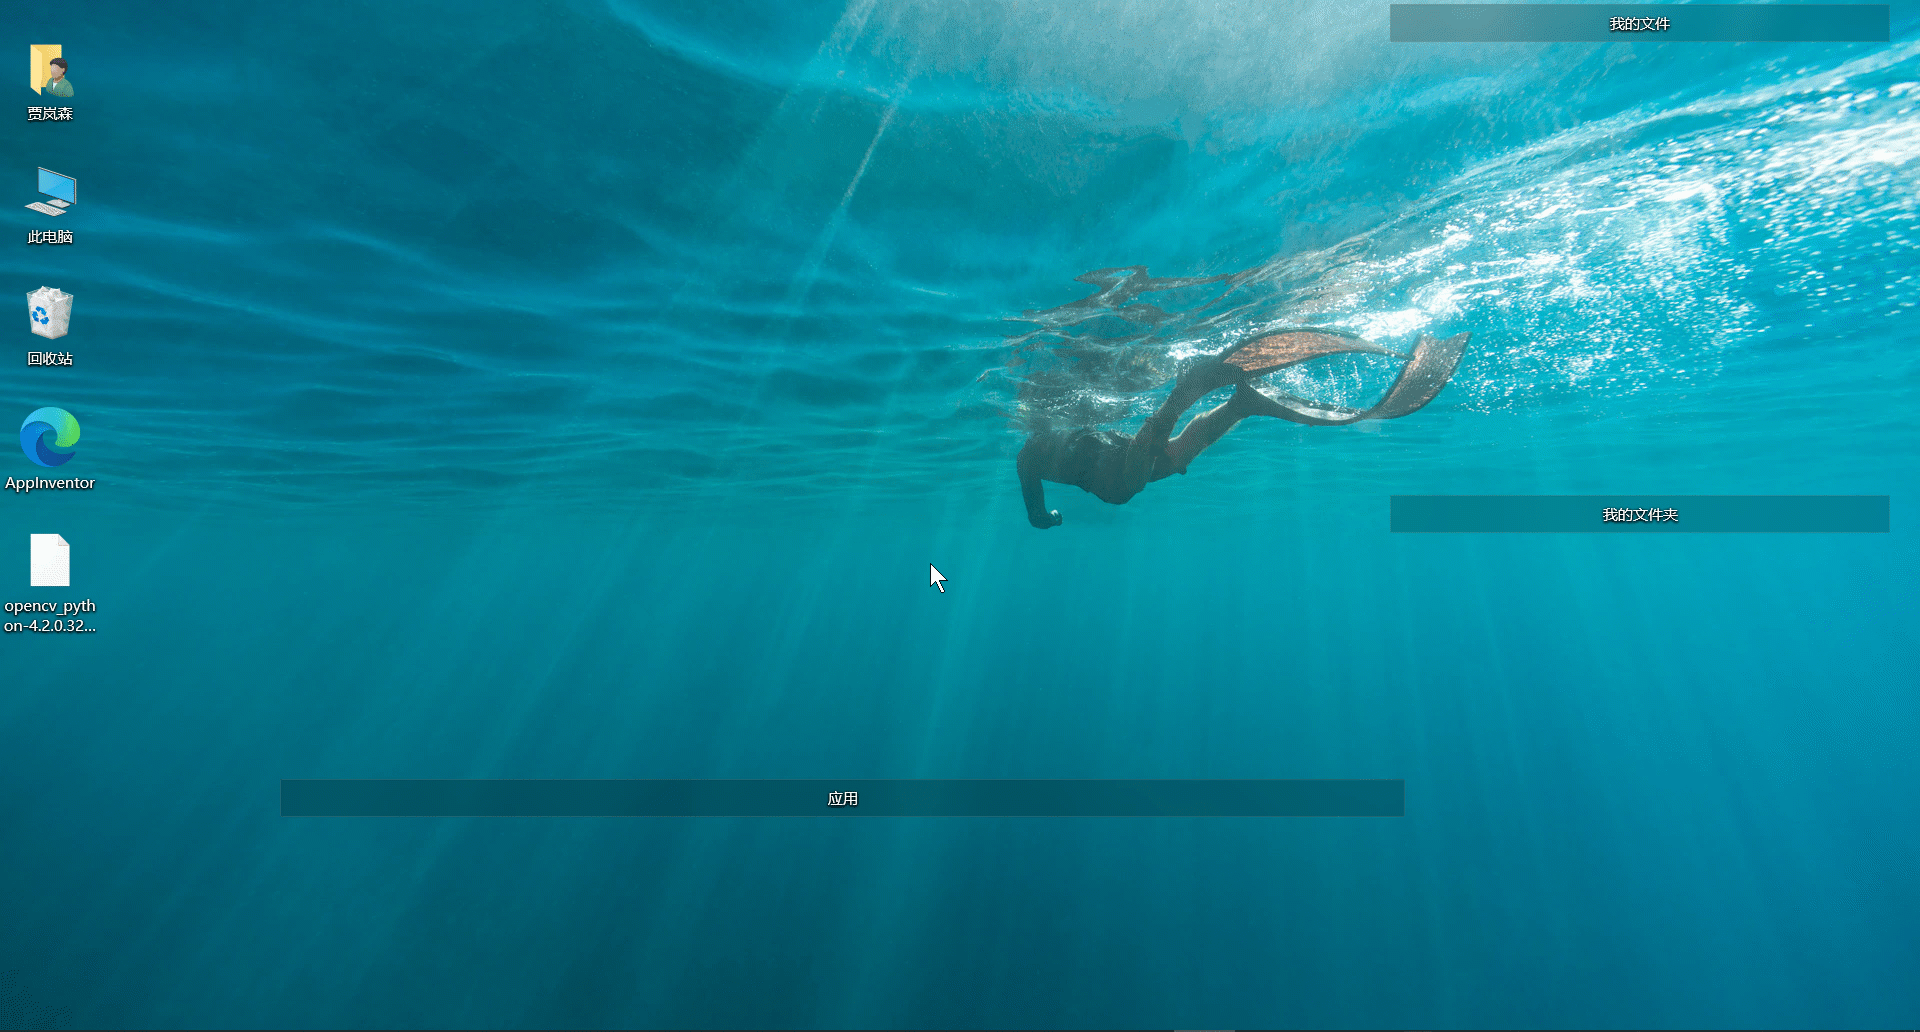 贾岚森
此电脑
回收站
AppInventor
opencv_pyth
on-4.2.0.32...
我的文件
我的文件夹
应用